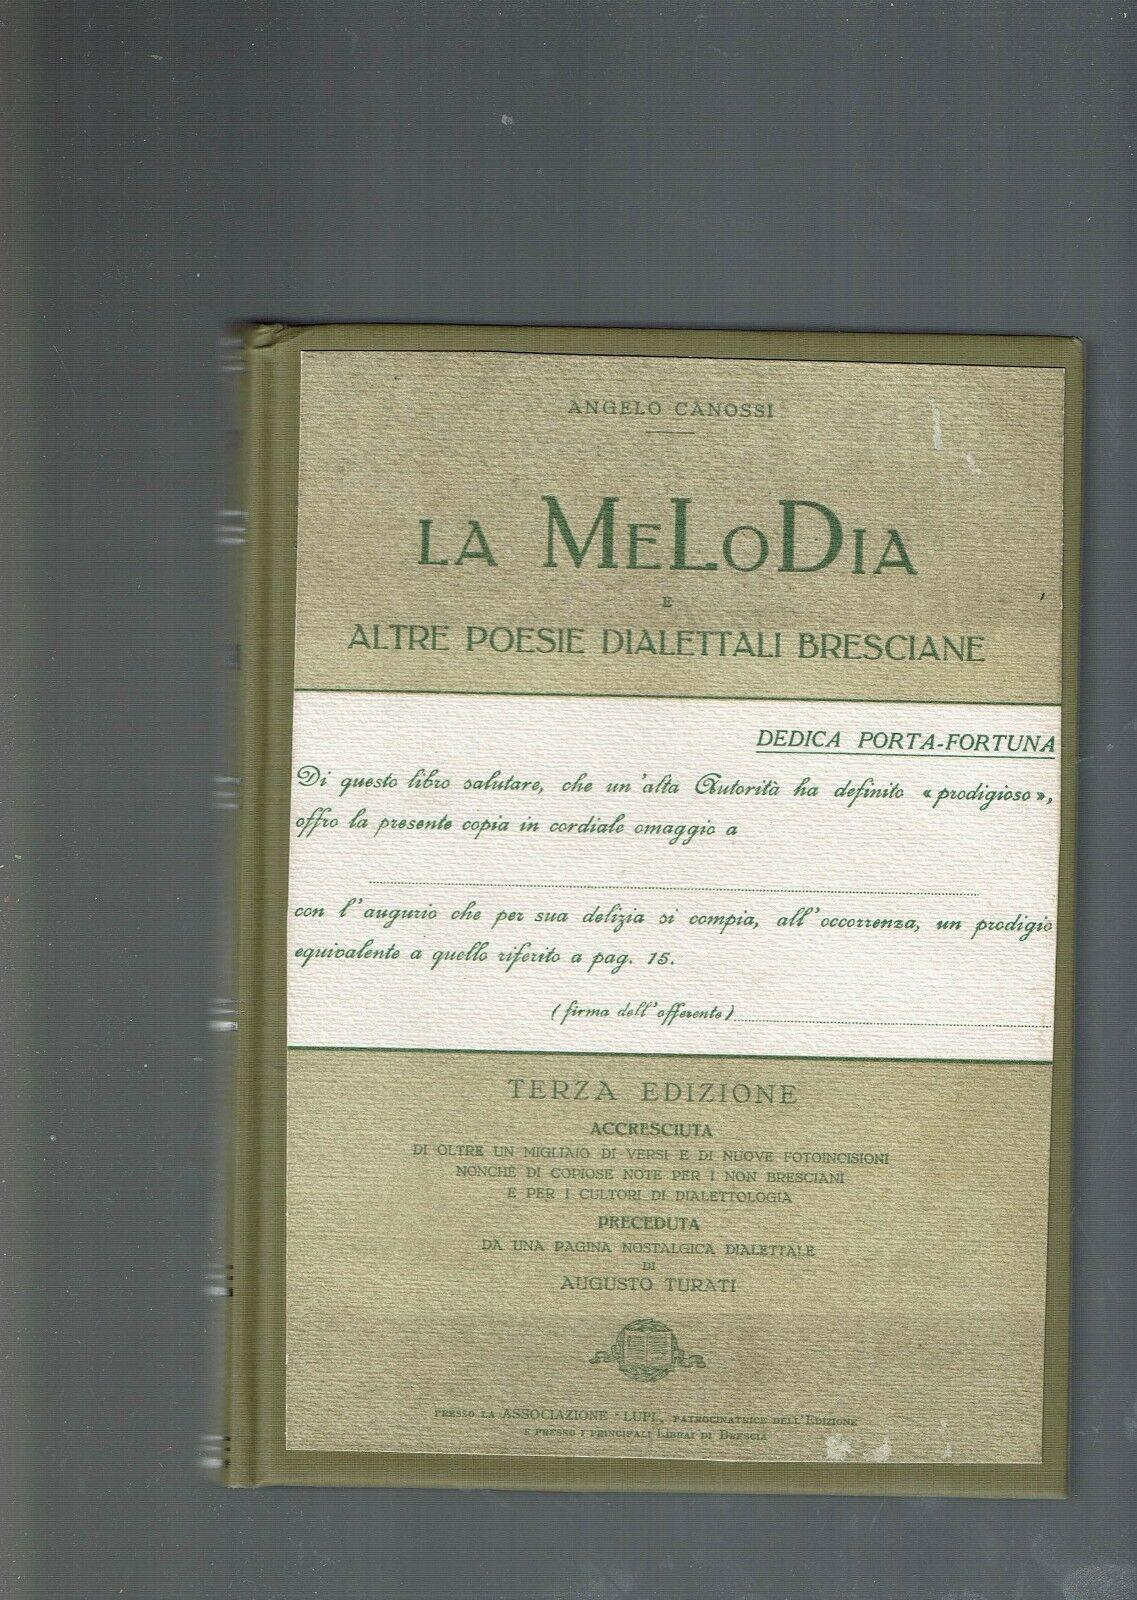 ANGELO CANOSSI
LA MELODIA
E
ALTRE POESIE DIALETTALI BRESCIANE
DEDICA PORTA-FORTUNA
Di questo libro salutare, che un'alta Autorità ha definito « prodigioso »,
offro la presente copia in cordiale omaggio a
con l'augurio che per sua delizia si compia, all'occorrenza, un prodigio
equivalente a quello riferito a pag. 15.
(firma dell'offerente)
TERZA EDIZIONE
ACCRESCIUTA
DI OLTRE UN MIGLIAIO DI VERSI E DI NUOVE FOTOINCISIONI
NONCHÈ DI COPIOSE NOTE PER I NON BRESCIANI
E PER I CULTORI DI DIALETTOLOGIA
PRECEDUTA
DA UNA PAGINA NOSTALGICA DIALETTALE
DI
AUGUSTO TURATI
PRESSO LA ASSOCIAZIONE "LUPI", PATROCINATRICE DELL'EDIZIONE
E PRESSO I PRINCIPALI LIBRAI DI BRESCIA